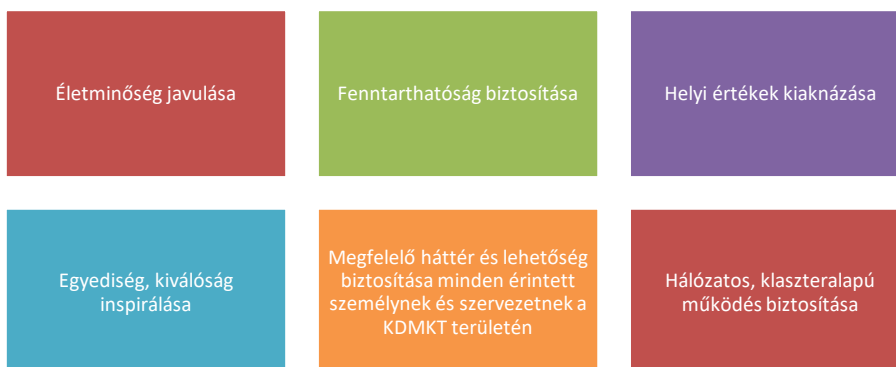 Életminőség javulása
Fenntarthatóság biztosítása
Helyi értékek kiaknázása
Egyediség, kiválóság
inspirálása
Megfelelő háttér és lehetőség
biztosítása minden érintett
személynek és szervezetnek a
KDMKT területén
Hálózatos, klaszteralapú
működés biztosítása